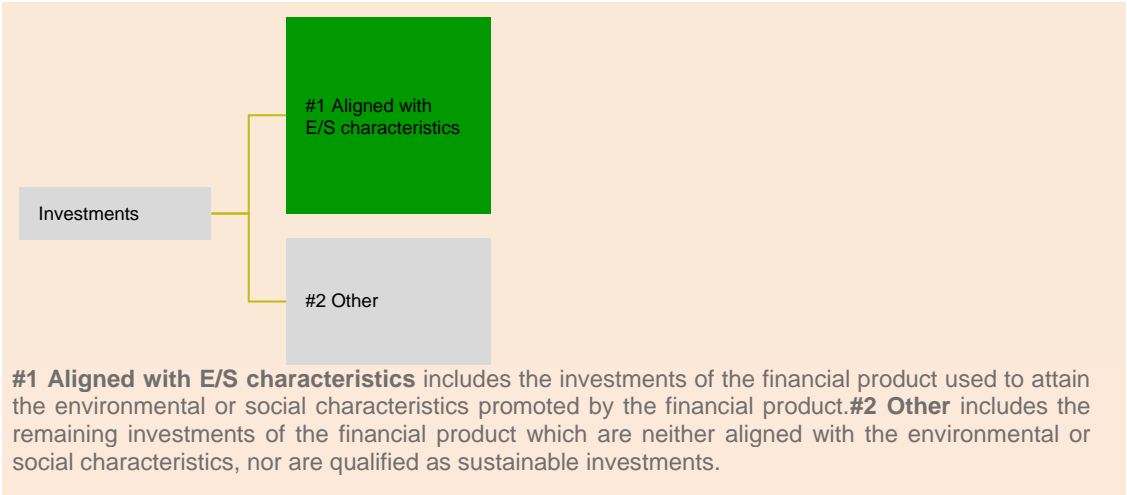 #1 Aligned with
E/S characteristics
Investments
#2 Other
#1 Aligned with E/S characteristics includes the investments of the financial product used to attain
the environmental or social characteristics promoted by the financial product.#2 Other includes the
remaining investments of the financial product which are neither aligned with the environmental or
social characteristics, nor are qualified as sustainable investments.